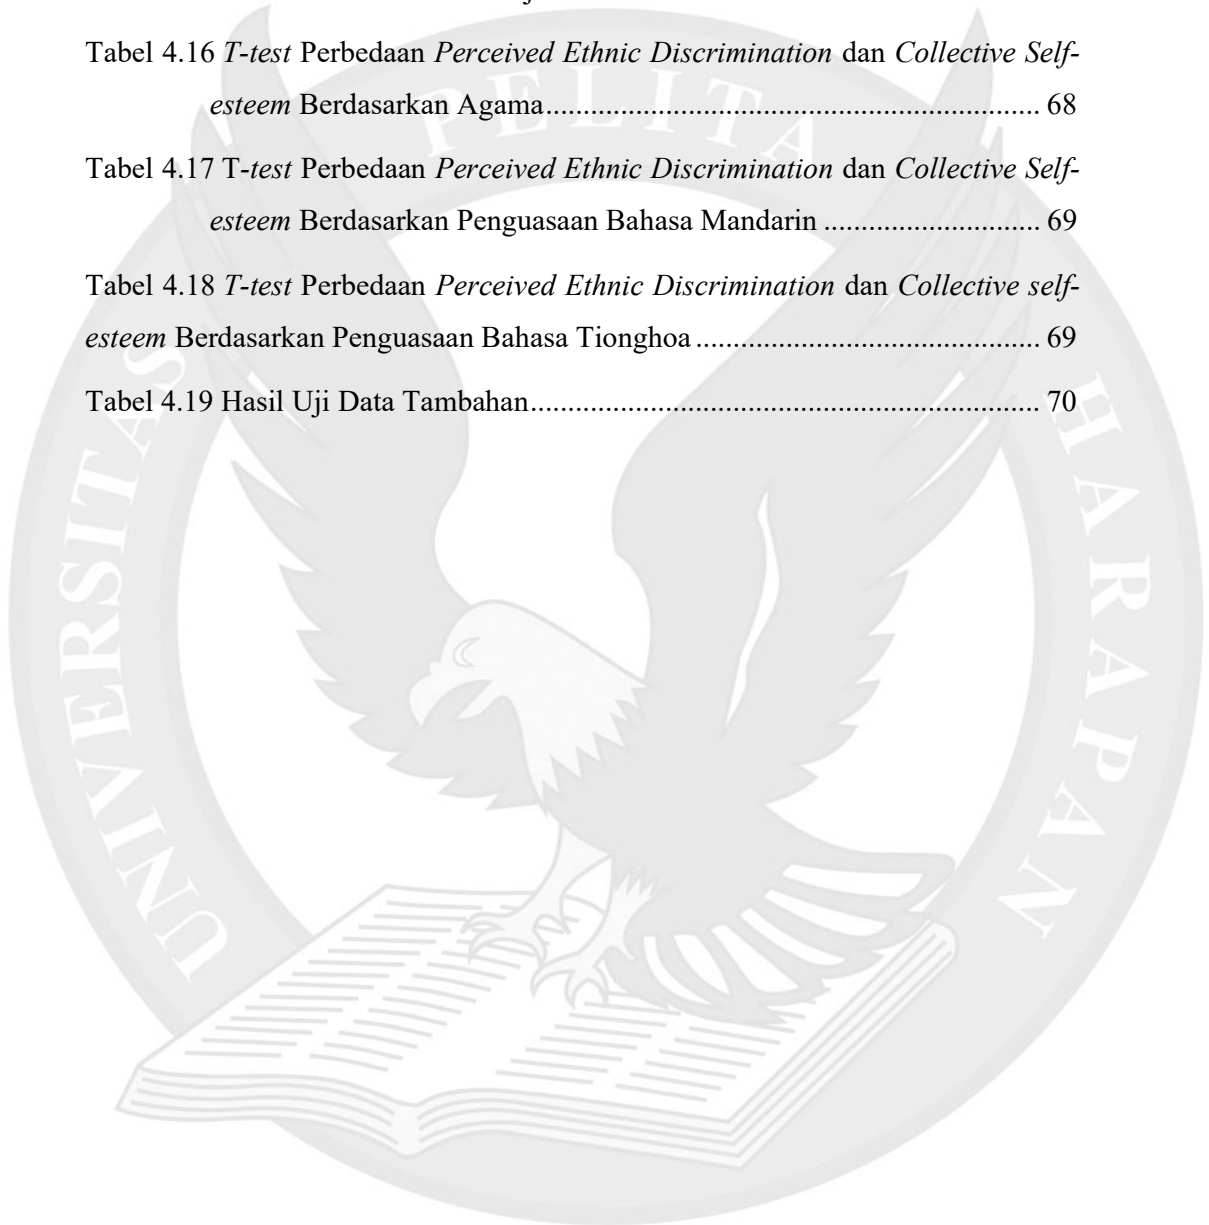 Tabel 4.16 T-test Perbedaan Perceived Ethnic Discrimination dan Collective Self-
esteem Berdasarkan Agama.................................................................. 68
Tabel 4.17 T-test Perbedaan Perceived Ethnic Discrimination dan Collective Self-
esteem Berdasarkan Penguasaan Bahasa Mandarin ............................. 69
Tabel 4.18 T-test Perbedaan Perceived Ethnic Discrimination dan Collective self-
esteem Berdasarkan Penguasaan Bahasa Tionghoa .............................................. 69
Tabel 4.19 Hasil Uji Data Tambahan..................................................................... 70
UNIVERSITAS
PELITA
HARAPAN